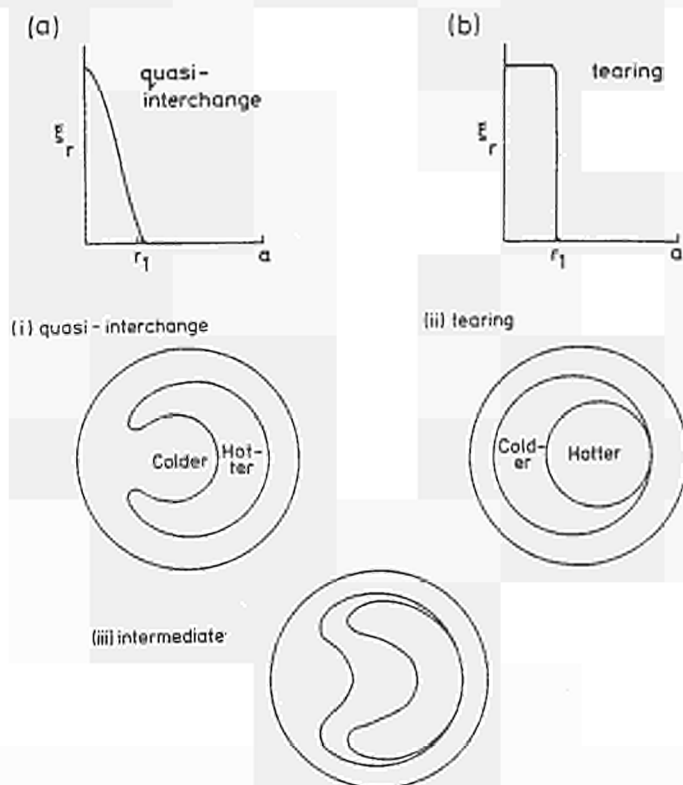 (a)
quasi-
interchange
ξr
r1
a
(b)
tearing
ξr
r1
a
(i) quasi-interchange
Colder
Hot-
ter
(ii) tearing
Cold-
er
Hotter
(iii) intermediate